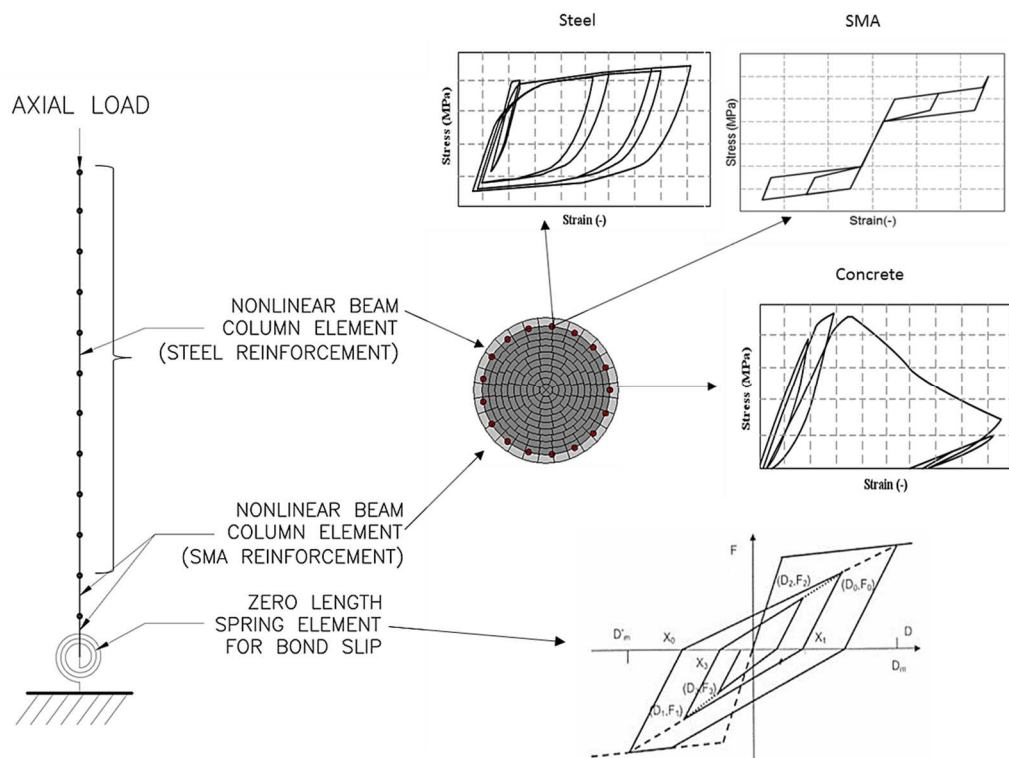 Steel
SMA
AXIAL LOAD
Stress (MPa)
Strain (-)
Stress (MPa)
Strain(-)
Concrete
NONLINEAR BEAM
COLUMN ELEMENT
(STEEL REINFORCEMENT)
Stress (MPa)
Strain (-)
NONLINEAR BEAM
COLUMN ELEMENT
(SMA REINFORCEMENT)
ZERO LENGTH
SPRING ELEMENT
FOR BOND SLIP
F
(D₂,F₂)
(D₀,F₀)
D'm
X₀
X₁
D
X₃
Dm
(D₁,F₁)